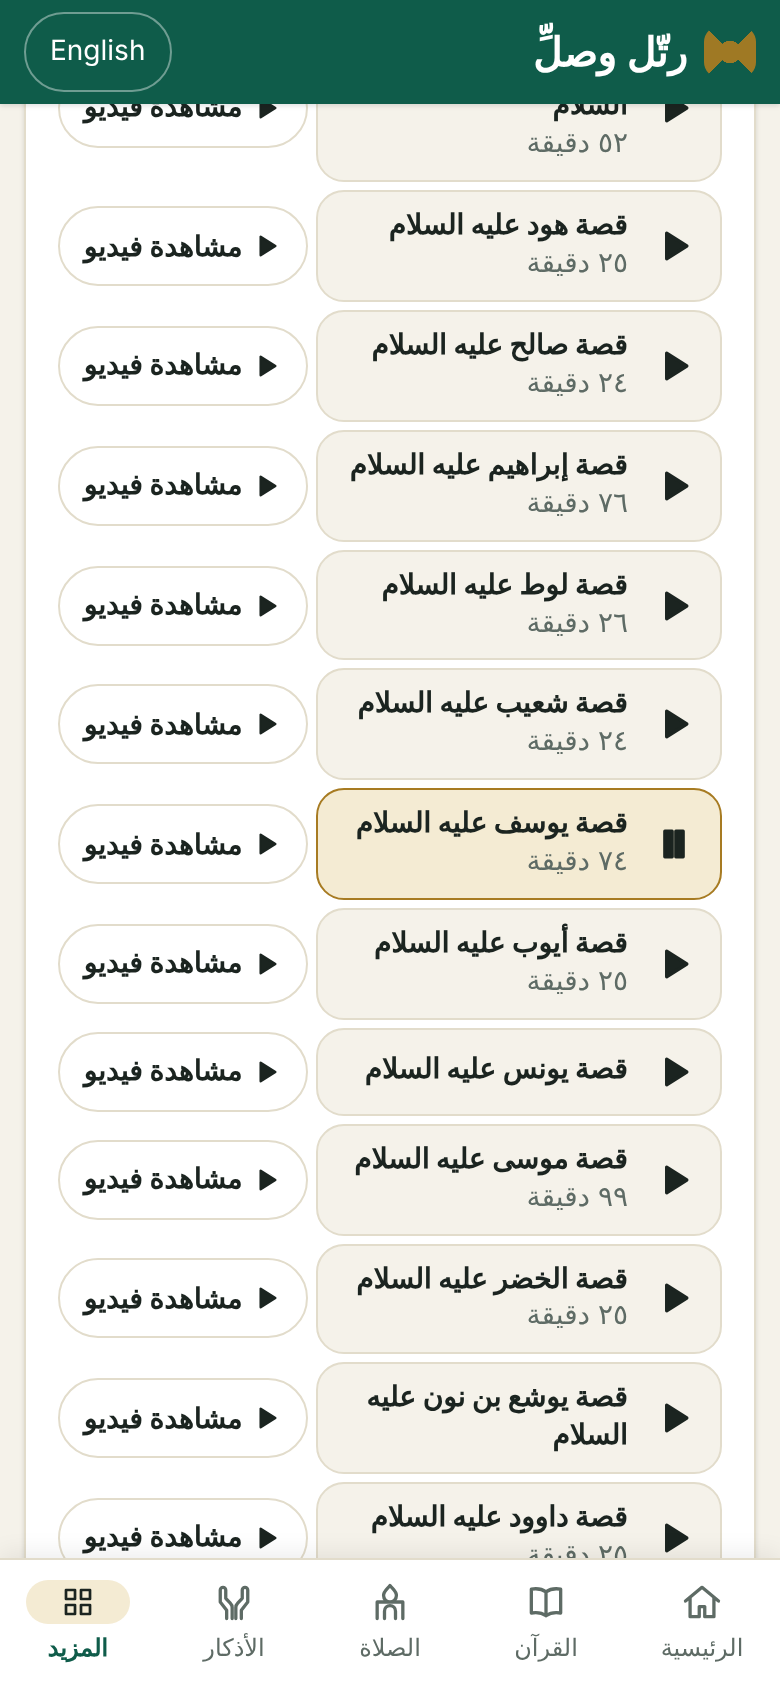 رتّل وصلِّ
English
السلام
٥٢ دقيقة
مشاهدة فيديو
قصة هود عليه السلام
٢٥ دقيقة
مشاهدة فيديو
قصة صالح عليه السلام
٢٤ دقيقة
مشاهدة فيديو
قصة إبراهيم عليه السلام
٧٦ دقيقة
مشاهدة فيديو
قصة لوط عليه السلام
٢٦ دقيقة
مشاهدة فيديو
قصة شعيب عليه السلام
٢٤ دقيقة
مشاهدة فيديو
قصة يوسف عليه السلام
٧٤ دقيقة
مشاهدة فيديو
قصة أيوب عليه السلام
٢٥ دقيقة
مشاهدة فيديو
قصة يونس عليه السلام
مشاهدة فيديو
قصة موسى عليه السلام
٩٩ دقيقة
مشاهدة فيديو
قصة الخضر عليه السلام
٢٥ دقيقة
مشاهدة فيديو
قصة يوشع بن نون عليه
السلام
مشاهدة فيديو
قصة داوود عليه السلام
٢٥ دقيقة
مشاهدة فيديو
الرئيسية
القرآن
الصلاة
الأذكار
المزيد